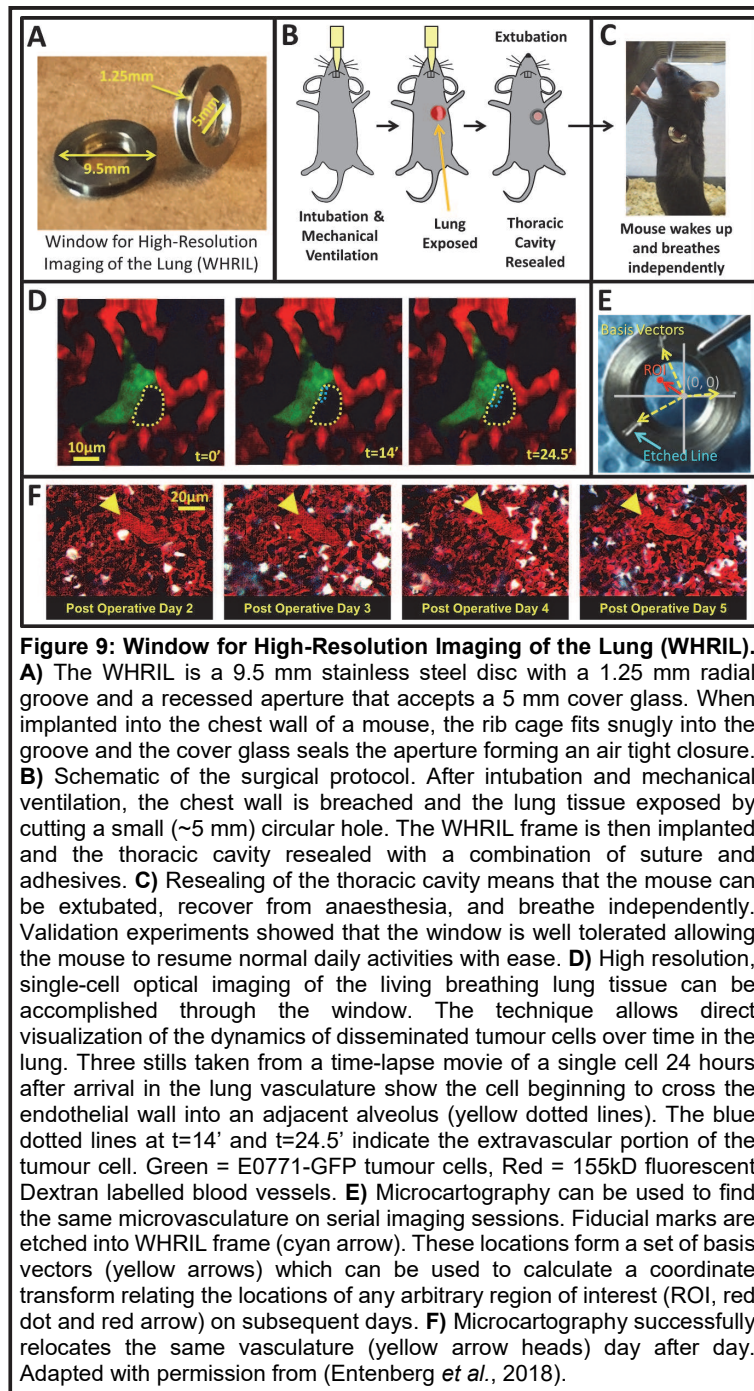 A
1.25mm
5mm
9.5mm
Window for High-Resolution
Imaging of the Lung (WHRIL)
B
Extubation
Intubation &
Mechanical
Ventilation
Lung
Exposed
Thoracic
Cavity
Resealed
C
Mouse wakes up
and breathes
independently
D
10µm
t=0’
t=14’
t=24.5’
E
Basis Vectors
ROI
(0, 0)
Etched Line
F
20µm
Post Operative Day 2
Post Operative Day 3
Post Operative Day 4
Post Operative Day 5
Figure 9: Window for High-Resolution Imaging of the Lung (WHRIL).
A) The WHRIL is a 9.5 mm stainless steel disc with a 1.25 mm radial
groove and a recessed aperture that accepts a 5 mm cover glass. When
implanted into the chest wall of a mouse, the rib cage fits snugly into the
groove and the cover glass seals the aperture forming an air tight closure.
B) Schematic of the surgical protocol. After intubation and mechanical
ventilation, the chest wall is breached and the lung tissue exposed by
cutting a small (~5 mm) circular hole. The WHRIL frame is then implanted
and the thoracic cavity resealed with a combination of suture and
adhesives. C) Resealing of the thoracic cavity means that the mouse can
be extubated, recover from anaesthesia, and breathe independently.
Validation experiments showed that the window is well tolerated allowing
the mouse to resume normal daily activities with ease. D) High resolution,
single-cell optical imaging of the living breathing lung tissue can be
accomplished through the window. The technique allows direct
visualization of the dynamics of disseminated tumour cells over time in the
lung. Three stills taken from a time-lapse movie of a single cell 24 hours
after arrival in the lung vasculature show the cell beginning to cross the
endothelial wall into an adjacent alveolus (yellow dotted lines). The blue
dotted lines at t=14’ and t=24.5’ indicate the extravascular portion of the
tumour cell. Green = E0771-GFP tumour cells, Red = 155kD fluorescent
Dextran labelled blood vessels. E) Microcartography can be used to find
the same microvasculature on serial imaging sessions. Fiducial marks are
etched into WHRIL frame (cyan arrow). These locations form a set of basis
vectors (yellow arrows) which can be used to calculate a coordinate
transform relating the locations of any arbitrary region of interest (ROI, red
dot and red arrow) on subsequent days. F) Microcartography successfully
relocates the same vasculature (yellow arrow heads) day after day.
Adapted with permission from (Entenberg et al., 2018).